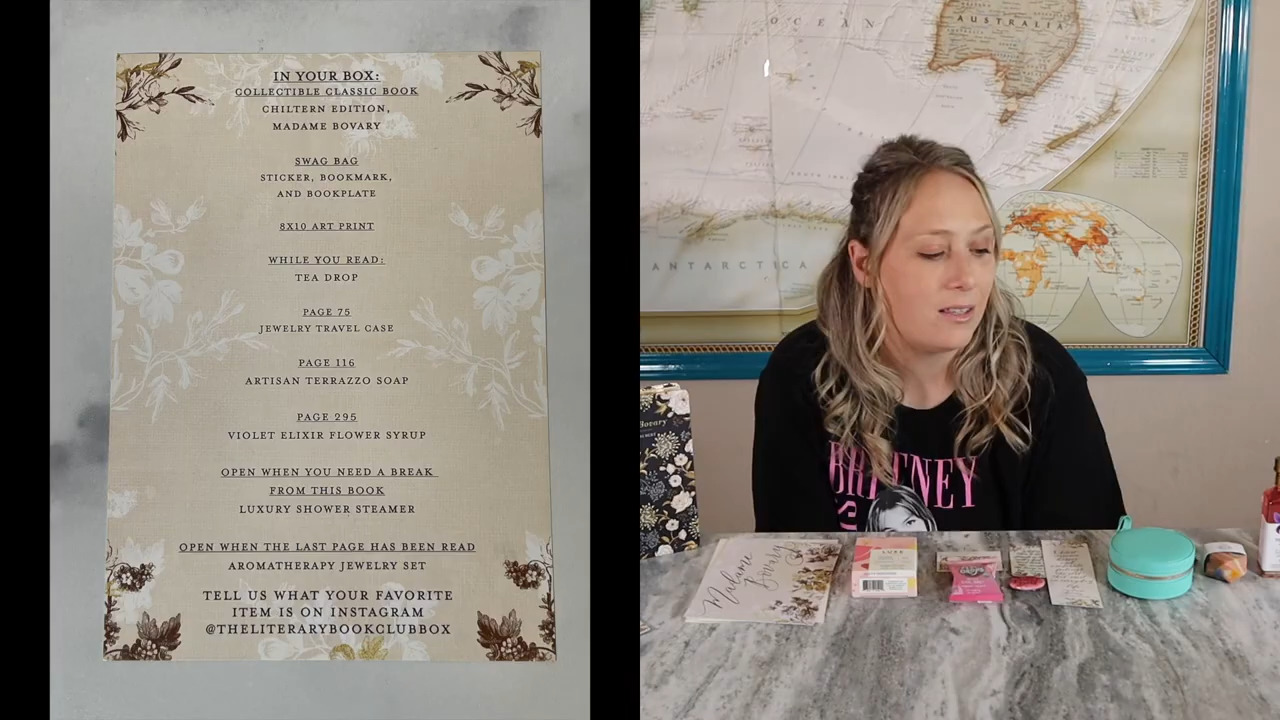 IN YOUR BOX:
COLLECTIBLE CLASSIC BOOK
CHILTERN EDITION,
MADAME BOVARY
SWAG BAG
STICKER, BOOKMARK,
AND BOOKPLATE
8X10 ART PRINT
WHILE YOU READ:
TEA DROP
PAGE 75
JEWELRY TRAVEL CASE
PAGE 116
ARTISAN TERRAZZO SOAP
PAGE 295
VIOLET ELIXIR FLOWER SYRUP
OPEN WHEN YOU NEED A BREAK
FROM THIS BOOK
LUXURY SHOWER STEAMER
OPEN WHEN THE LAST PAGE HAS BEEN READ
AROMATHERAPY JEWELRY SET
TELL US WHAT YOUR FAVORITE
ITEM IS ON INSTAGRAM
@THELITERARYBOOKCLUBBOX
OCEAN
AUSTRALIA
ANTARCTICA
BRITNEY
Madame
Bovary
LUXE